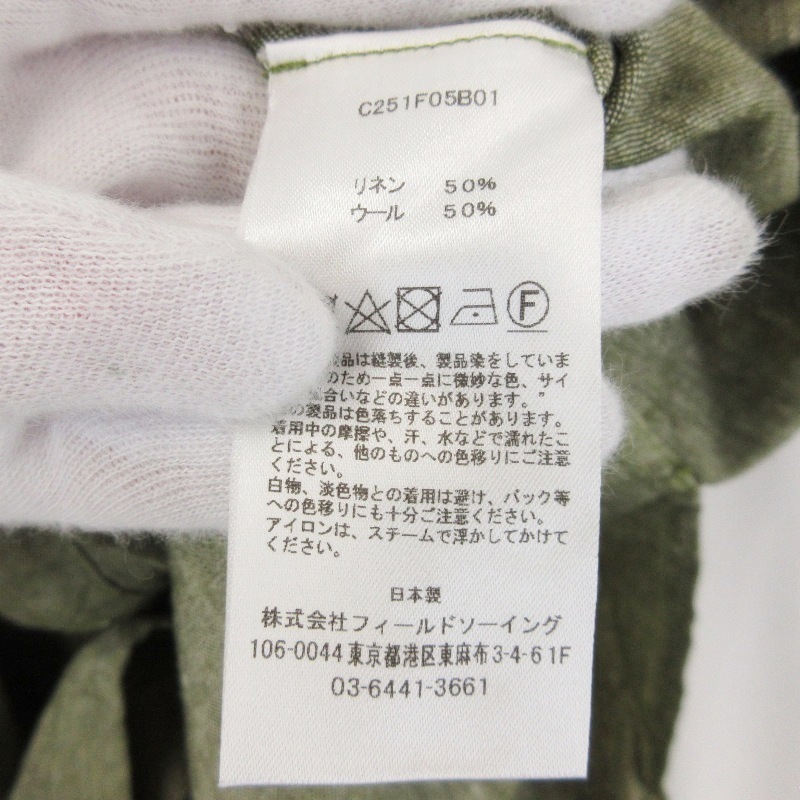 C251F05B01
リネン 50%
ウール 50%
F
品は縫製後、製品染をしていま
のため一点一点に微妙な色、サイ
合いなどの違いがあります。"
の製品は色落ちすることがあります。
着用中の摩擦や、汗、水などで濡れたこ
とによる、他のものへの色移りにご注意
ください。
白物、淡色物との着用は避け、バック等
への色移りにも十分ご注意ください。
アイロンは、スチームで浮かしてかけて
ください。
日本製
株式会社フィールドソーイング
106-0044 東京都港区東麻布3-4-6 1F
03-6441-3661